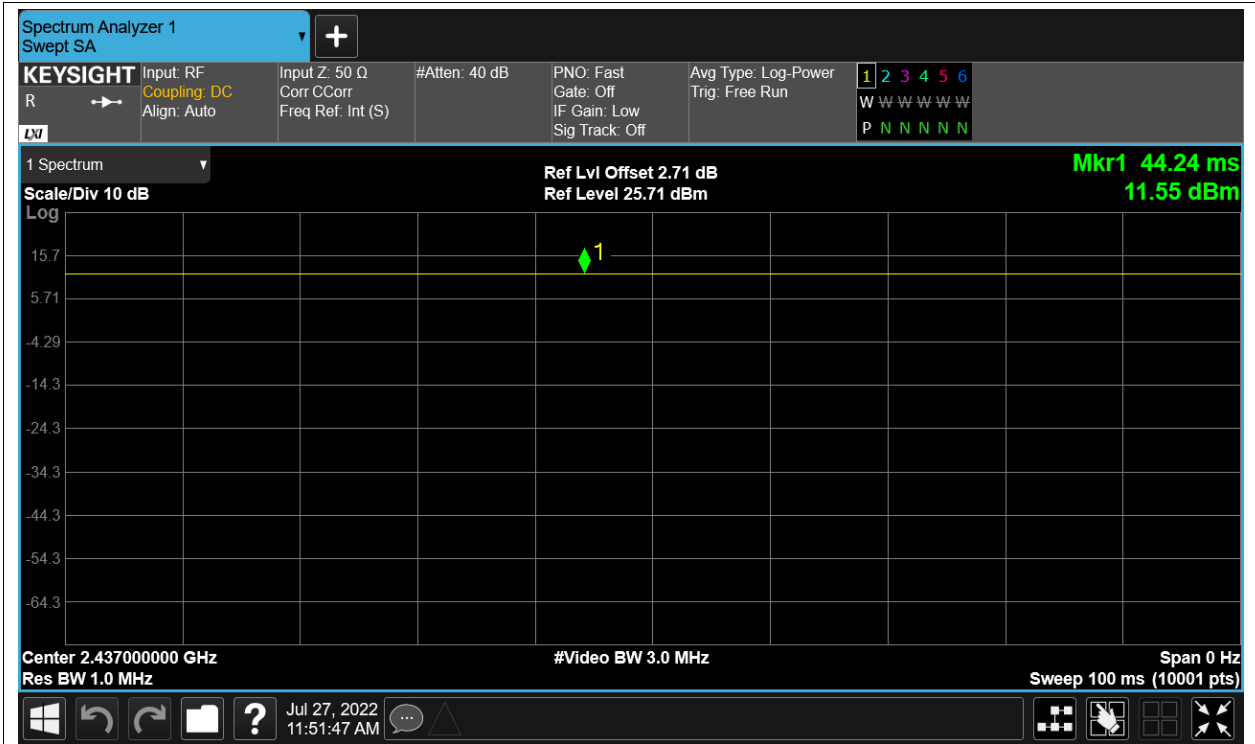 Spectrum Analyzer 1
Swept SA
KEYSIGHT
R
LXI
Input: RF
Coupling: DC
Align: Auto
Input Z: 50 Ω
Corr CCorr
Freq Ref: Int (S)
#Atten: 40 dB
PNO: Fast
Gate: Off
IF Gain: Low
Sig Track: Off
Avg Type: Log-Power
Trig: Free Run
1 2 3 4 5 6
W W W W W W
P N N N N N
1 Spectrum
Scale/Div 10 dB
Ref Lvl Offset 2.71 dB
Ref Level 25.71 dBm
Mkr1 44.24 ms
11.55 dBm
Log
1
15.7
5.71
-4.29
-14.3
-24.3
-34.3
-44.3
-54.3
-64.3
Center 2.437000000 GHz
Res BW 1.0 MHz
#Video BW 3.0 MHz
Span 0 Hz
Sweep 100 ms (10001 pts)
?
Jul 27, 2022
11:51:47 AM